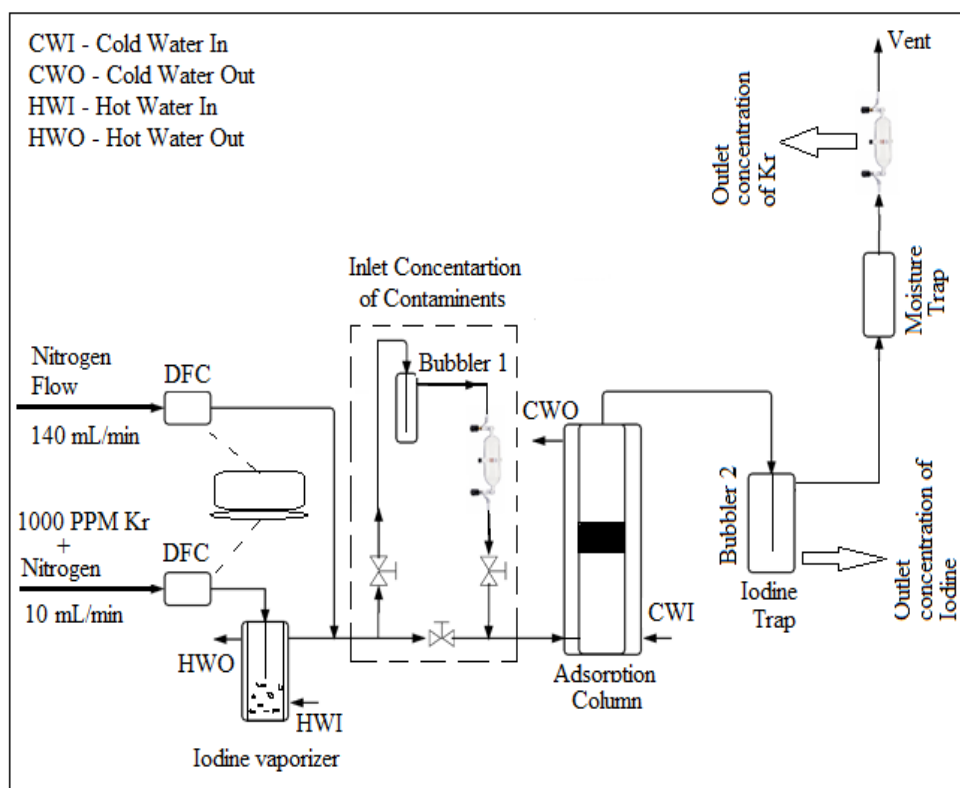 CWI - Cold Water In
CWO - Cold Water Out
HWI - Hot Water In
HWO - Hot Water Out
Vent
Outlet
concentration
of Kr
Moisture
Trap
Inlet Concentartion
of Contaminents
Bubbler 1
Nitrogen
Flow
140 mL/min
DFC
1000 PPM Kr
+
Nitrogen
10 mL/min
DFC
HWO
HWI
Iodine vaporizer
CWO
CWI
Adsorption
Column
Bubbler 2
Iodine
Trap
Outlet
concentration of
Iodine